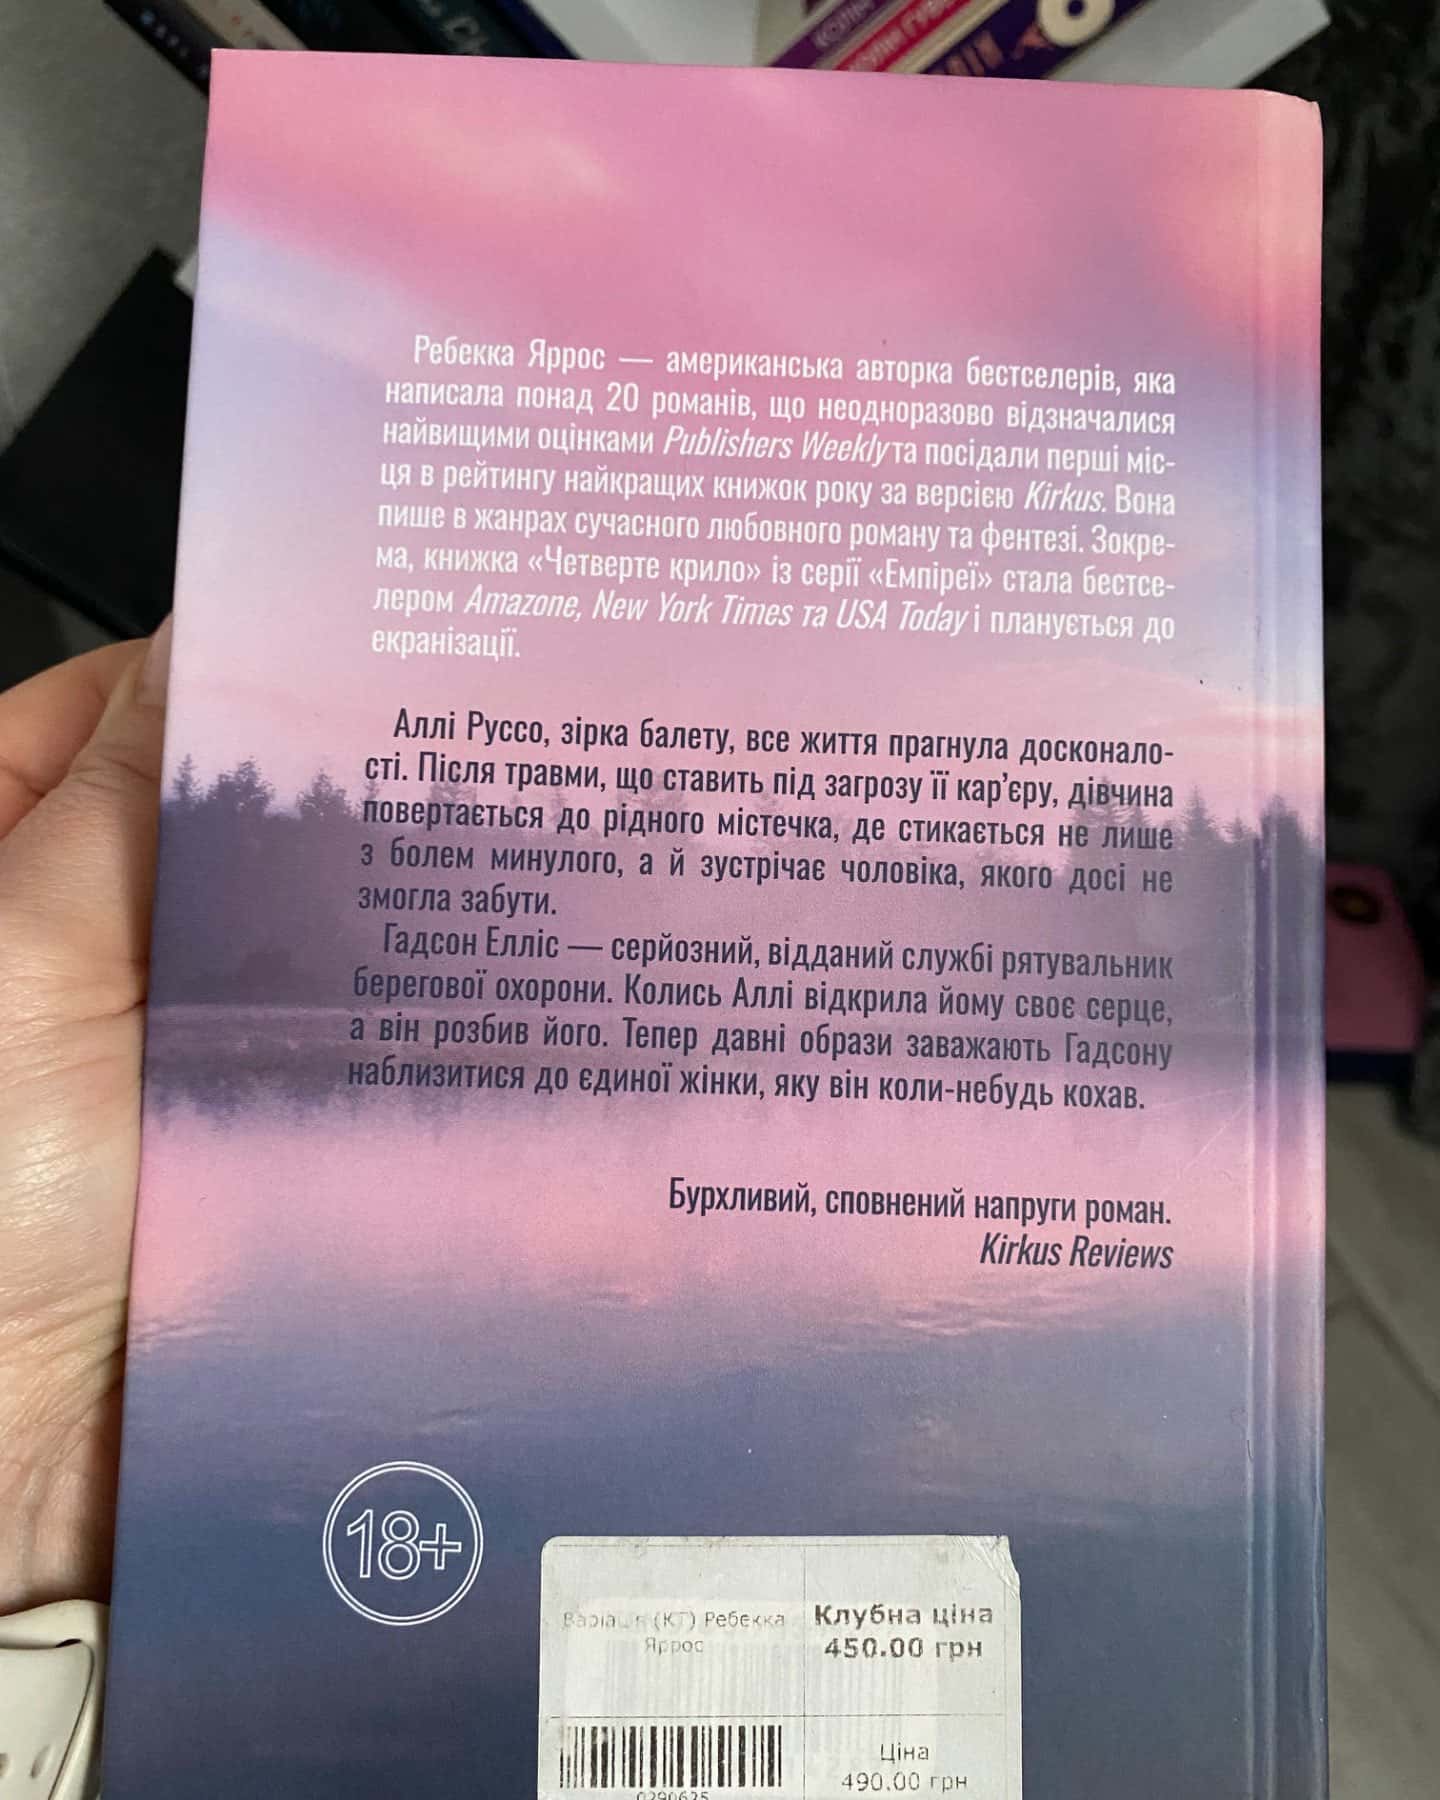 Ребекка Яррос — американська авторка бестселерів, яка
написала понад 20 романів, що неодноразово відзначалися
найвищими оцінками Publishers Weekly та посідали перші міс-
ця в рейтингу найкращих книжок року за версією Kirkus. Вона
пише в жанрах сучасного любовного роману та фентезі. Зокре-
ма, книжка «Четверте крило» із серії «Емпіреї» стала бестсе-
лером Amazone, New York Times та USA Today і планується до
екранізації.
Аллі Руссо, зірка балету, все життя прагнула досконало-
сті. Після травми, що ставить під загрозу її кар’єру, дівчина
повертається до рідного містечка, де стикається не лише
з болем минулого, а й зустрічає чоловіка, якого досі не
змогла забути.
Гадсон Елліс — серйозний, відданий службі рятувальник
берегової охорони. Колись Аллі відкрила йому своє серце,
а він розбив його. Тепер давні образи заважають Гадсону
наблизитися до єдиної жінки, яку він коли-небудь кохав.
Бурхливий, сповнений напруги роман.
Kirkus Reviews
18+
Варіація (КТ) Ребекка
Яррос
Клубна ціна
450.00 грн
Ціна
490.00 грн